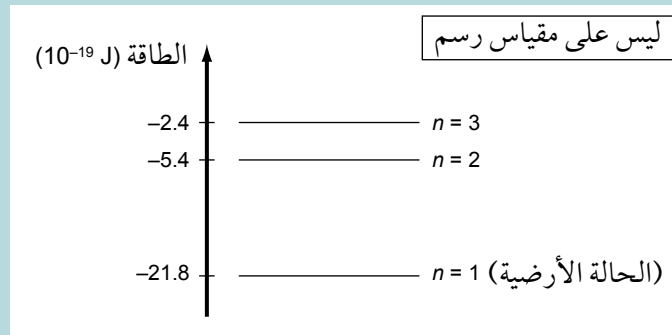 ليس على مقياس رسم
الطاقة (10⁻¹⁹ J)
–2.4 n = 3
–5.4 n = 2
–21.8 n = 1 (الحالة الأرضية)